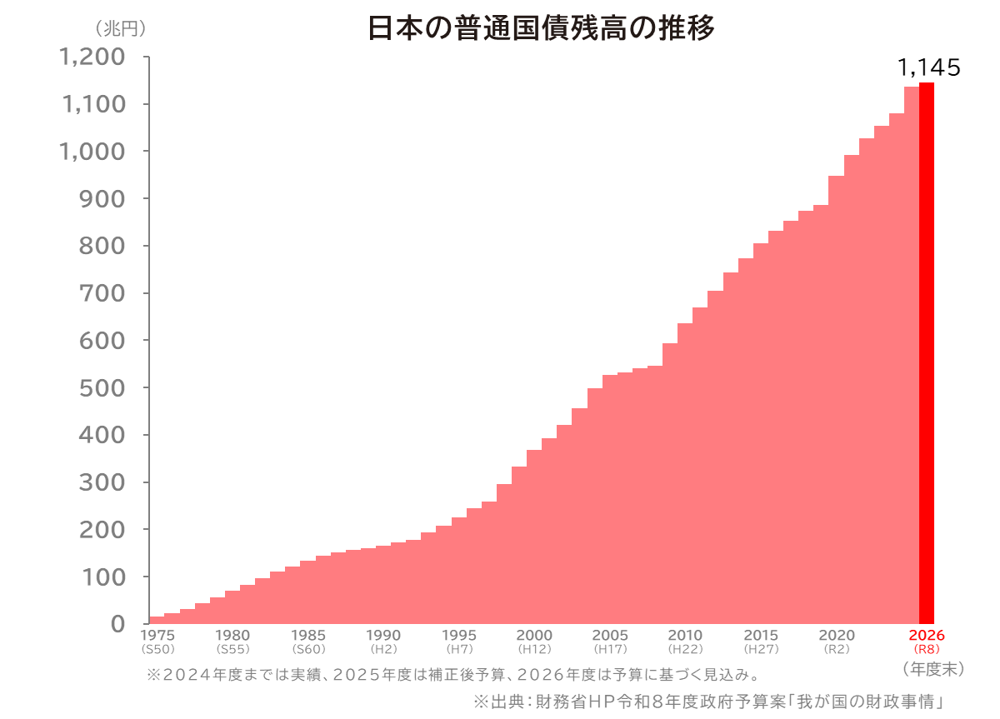 日本の普通国債残高の推移
（兆円）
1,200
1,145
1,100
1,000
900
800
700
600
500
400
300
200
100
0
1975 1980 1985 1990 1995 2000 2005 2010 2015 2020 2026
(S50) (S55) (S60) (H2) (H7) (H12) (H17) (H22) (H27) (R2) (R8)
（年度末）
※2024年度までは実績、2025年度は補正後予算、2026年度は予算に基づく見込み。
※出典：財務省HP令和8年度政府予算案「我が国の財政事情」